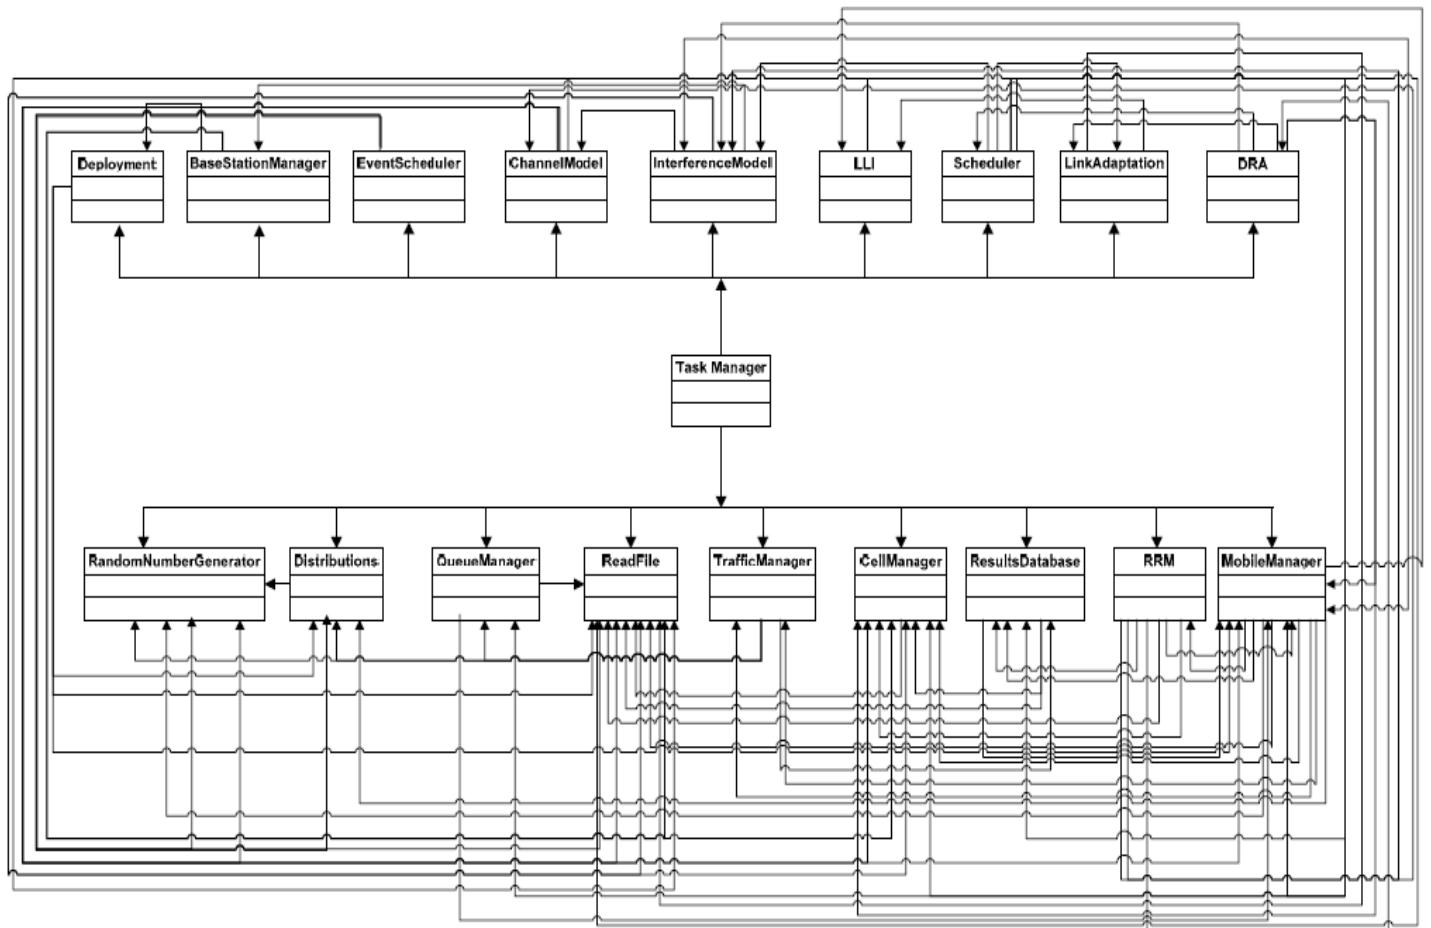 Deployment
BaseStationManager
EventScheduler
ChannelModel
InterferenceModel
LLI
Scheduler
LinkAdaptation
DRA
Task Manager
RandomNumberGenerator
Distributions
QueueManager
ReadFile
TrafficManager
CellManager
ResultsDatabase
RRM
MobileManager